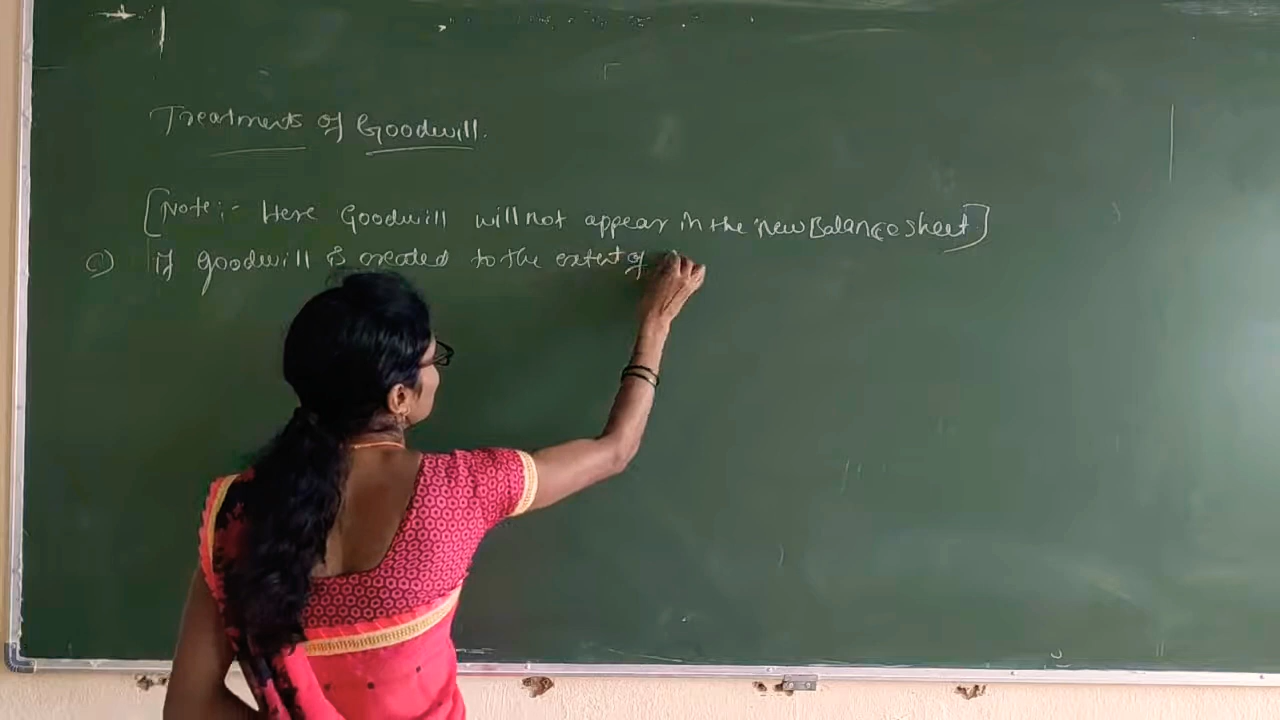 Treatments of Goodwill.
[Note:- Here Goodwill will not appear in the new Balance sheet]
c) if goodwill is created to the extent of